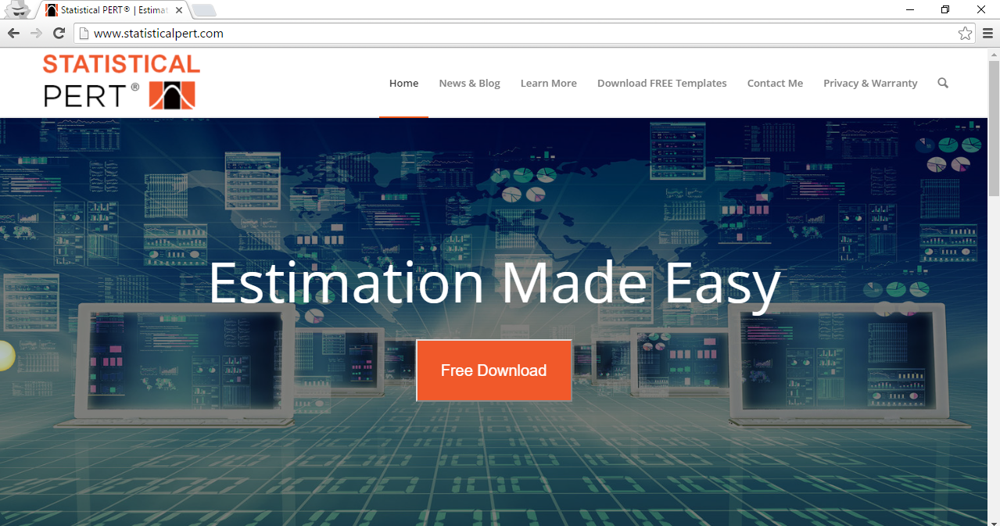 Statistical PERT® | Estimat
www.statisticalpert.com
STATISTICAL
PERT ®
Home News & Blog Learn More Download FREE Templates Contact Me Privacy & Warranty
Estimation Made Easy
Free Download